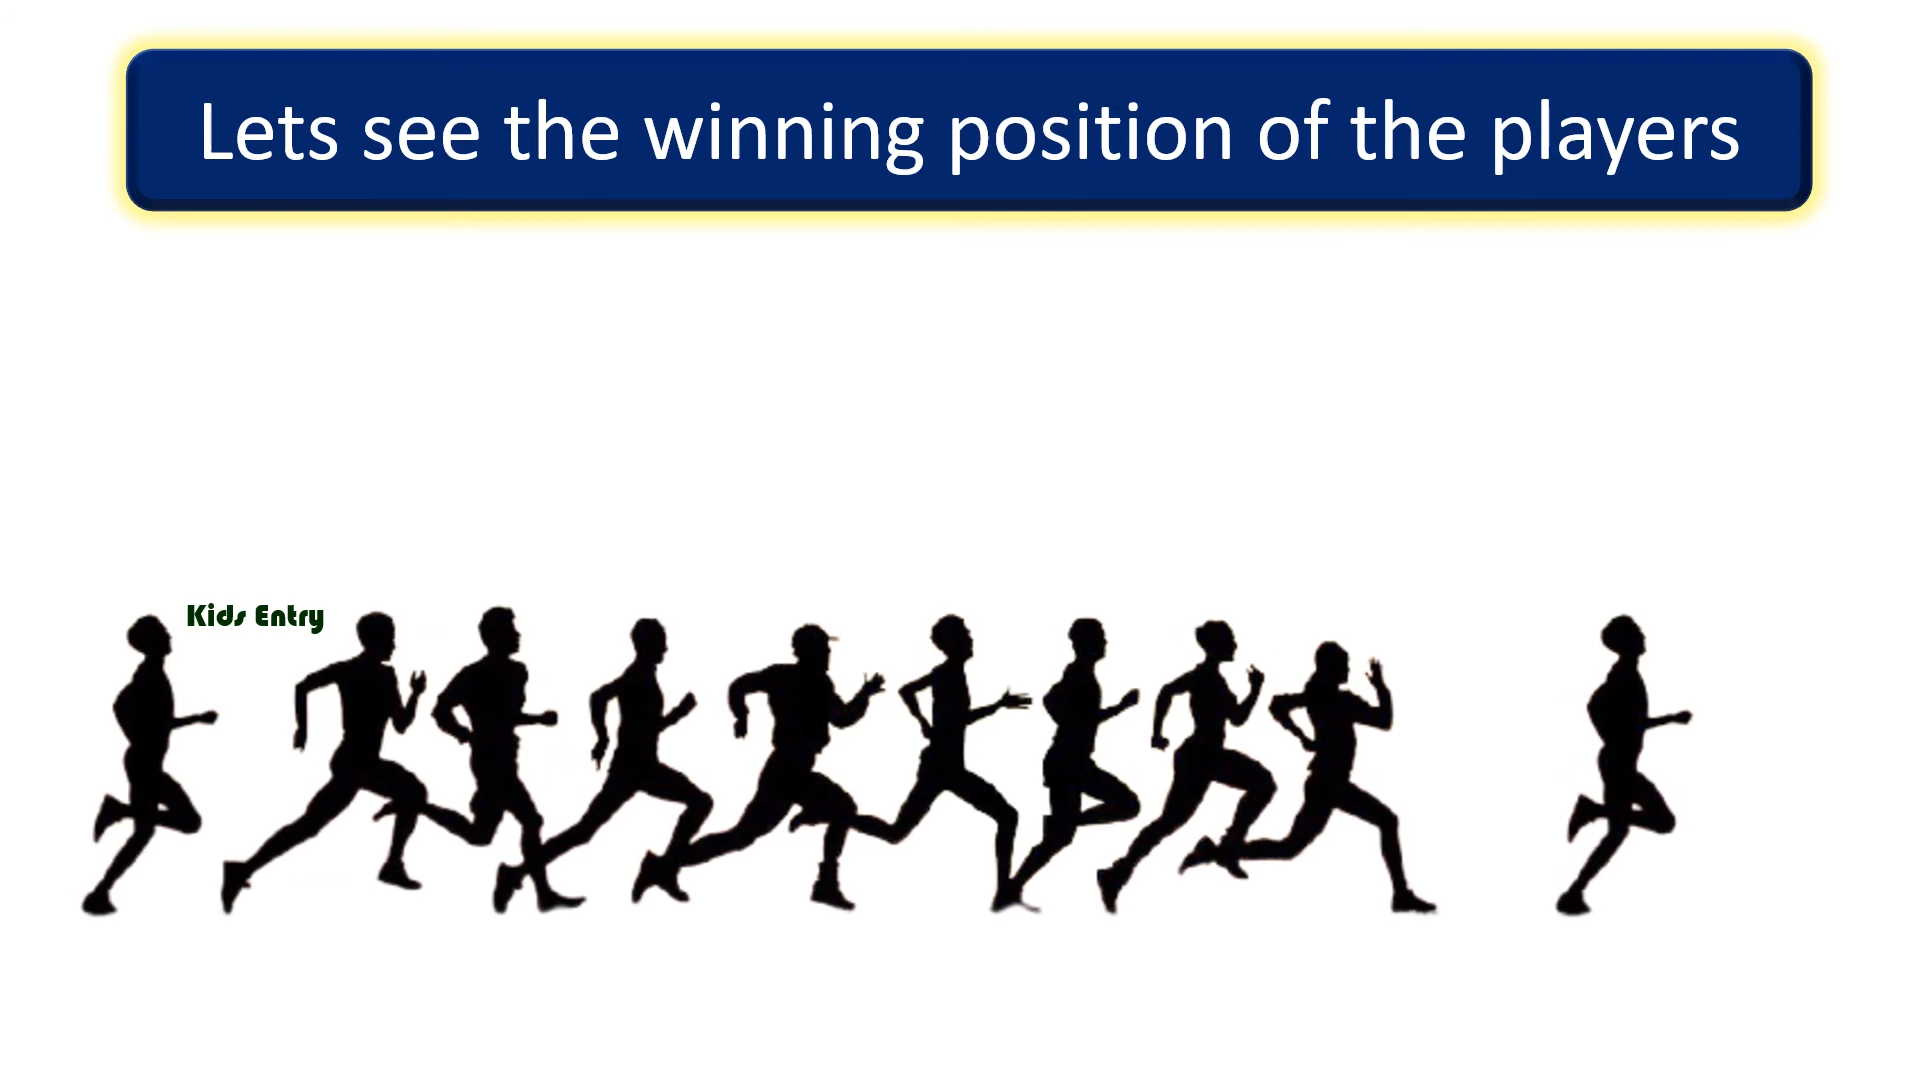 Lets see the winning position of the players
Kids Entry